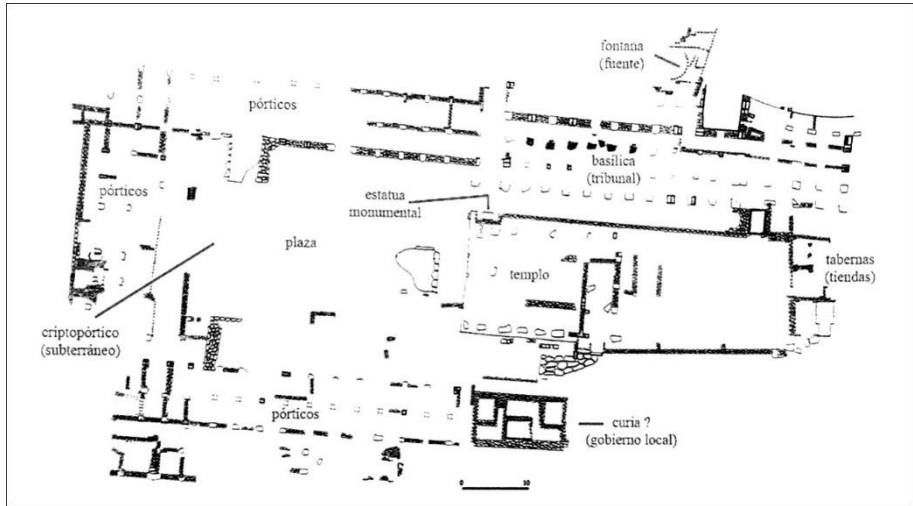 fontana
(fuente)
pórticos
basílica
(tribunal)
pórticos
estatua
monumental
plaza
templo
tabernas
(tiendas)
criptopórtico
(subterráneo)
pórticos
curia ?
(gobierno local)
0 10